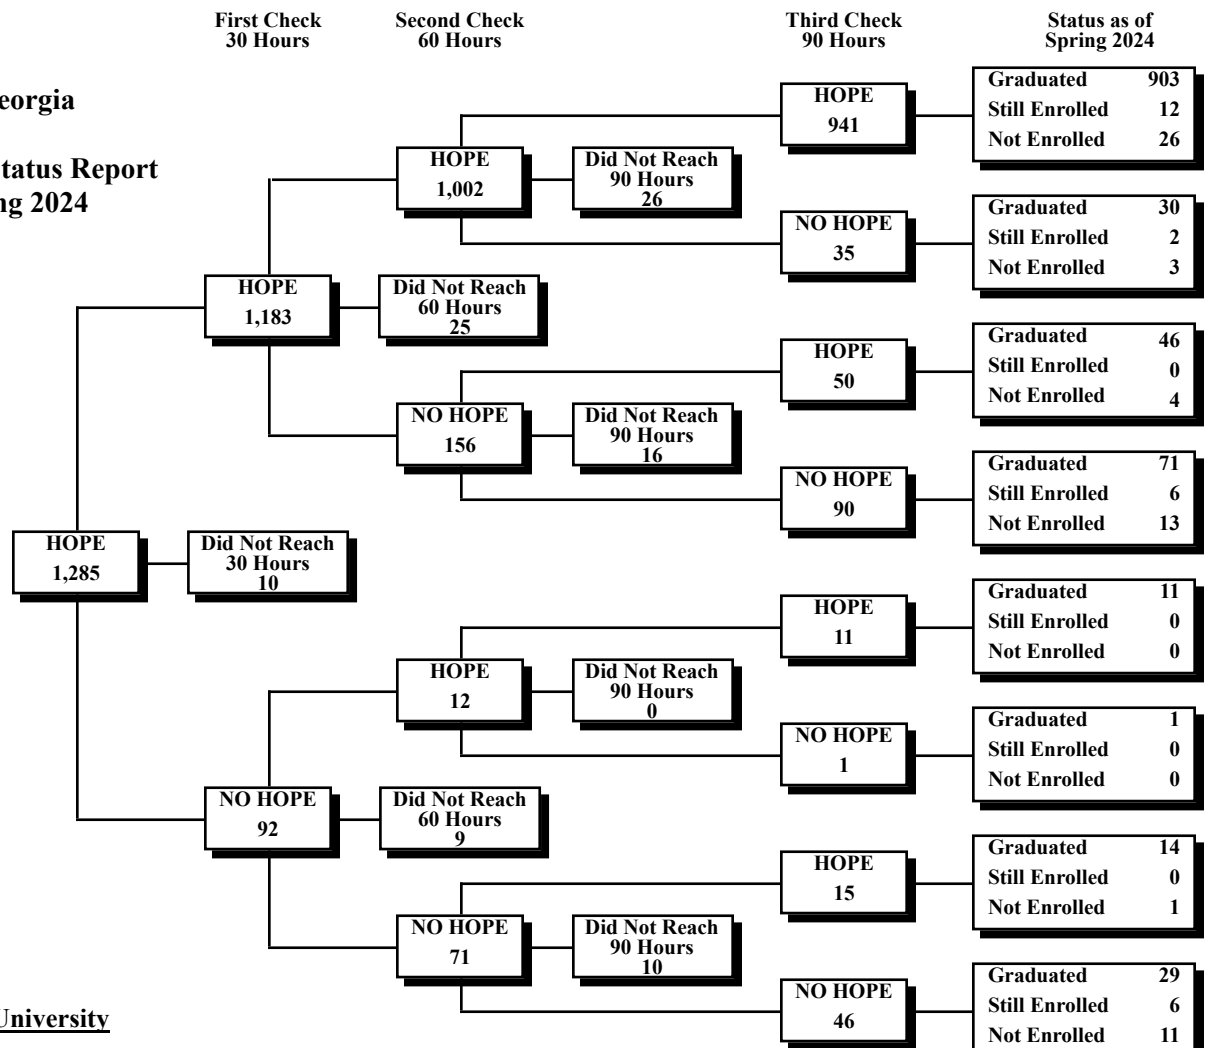 First Check
30 Hours
Second Check
60 Hours
Third Check
90 Hours
Status as of
Spring 2024
eorgia
tatus Report
ng 2024
University
HOPE
1,285
Did Not Reach
30 Hours
10
HOPE
1,183
Did Not Reach
60 Hours
25
NO HOPE
92
Did Not Reach
60 Hours
9
HOPE
1,002
Did Not Reach
90 Hours
26
NO HOPE
156
Did Not Reach
90 Hours
16
HOPE
12
Did Not Reach
90 Hours
0
NO HOPE
71
Did Not Reach
90 Hours
10
HOPE
941
Graduated 903
Still Enrolled 12
Not Enrolled 26
NO HOPE
35
Graduated 30
Still Enrolled 2
Not Enrolled 3
HOPE
50
Graduated 46
Still Enrolled 0
Not Enrolled 4
NO HOPE
90
Graduated 71
Still Enrolled 6
Not Enrolled 13
HOPE
11
Graduated 11
Still Enrolled 0
Not Enrolled 0
NO HOPE
1
Graduated 1
Still Enrolled 0
Not Enrolled 0
HOPE
15
Graduated 14
Still Enrolled 0
Not Enrolled 1
NO HOPE
46
Graduated 29
Still Enrolled 6
Not Enrolled 11